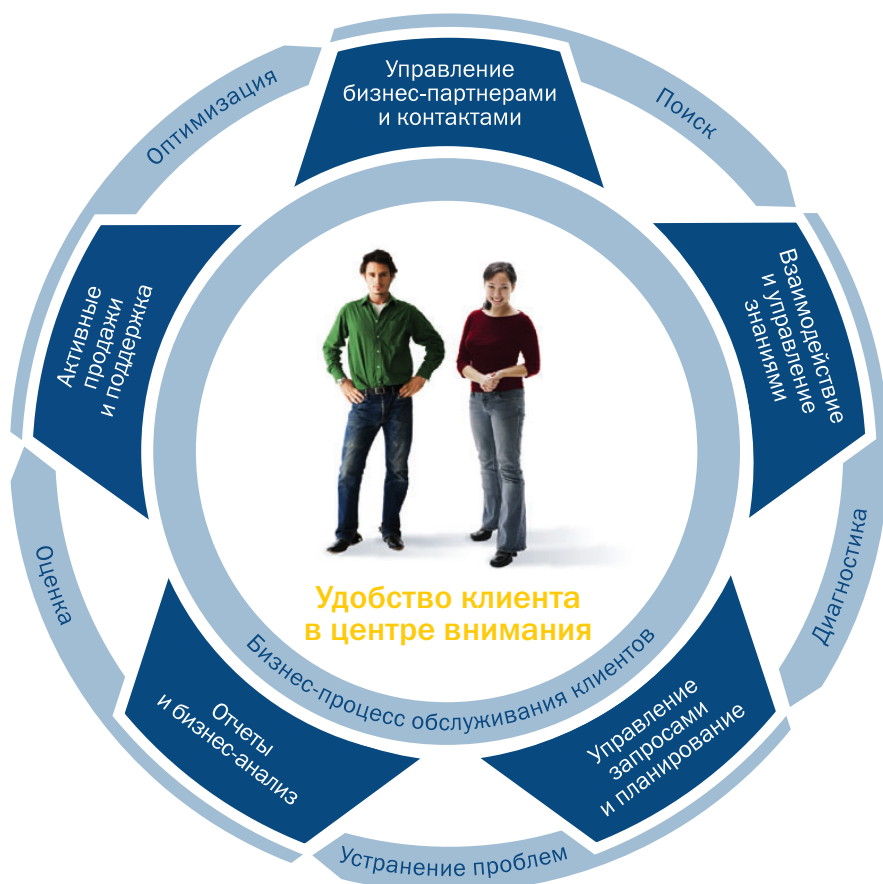 Управление
бизнес-партнерами
и контактами
Поиск
Взаимодействие
и управление
знаниями
Диагностика
Управление
запросами
и планирование
Устранение проблем
Отчеты
и бизнес-анализ
Оценка
Активные
продажи
и поддержка
Оптимизация
Удобство клиента
в центре внимания
Бизнес-процесс обслуживания клиентов